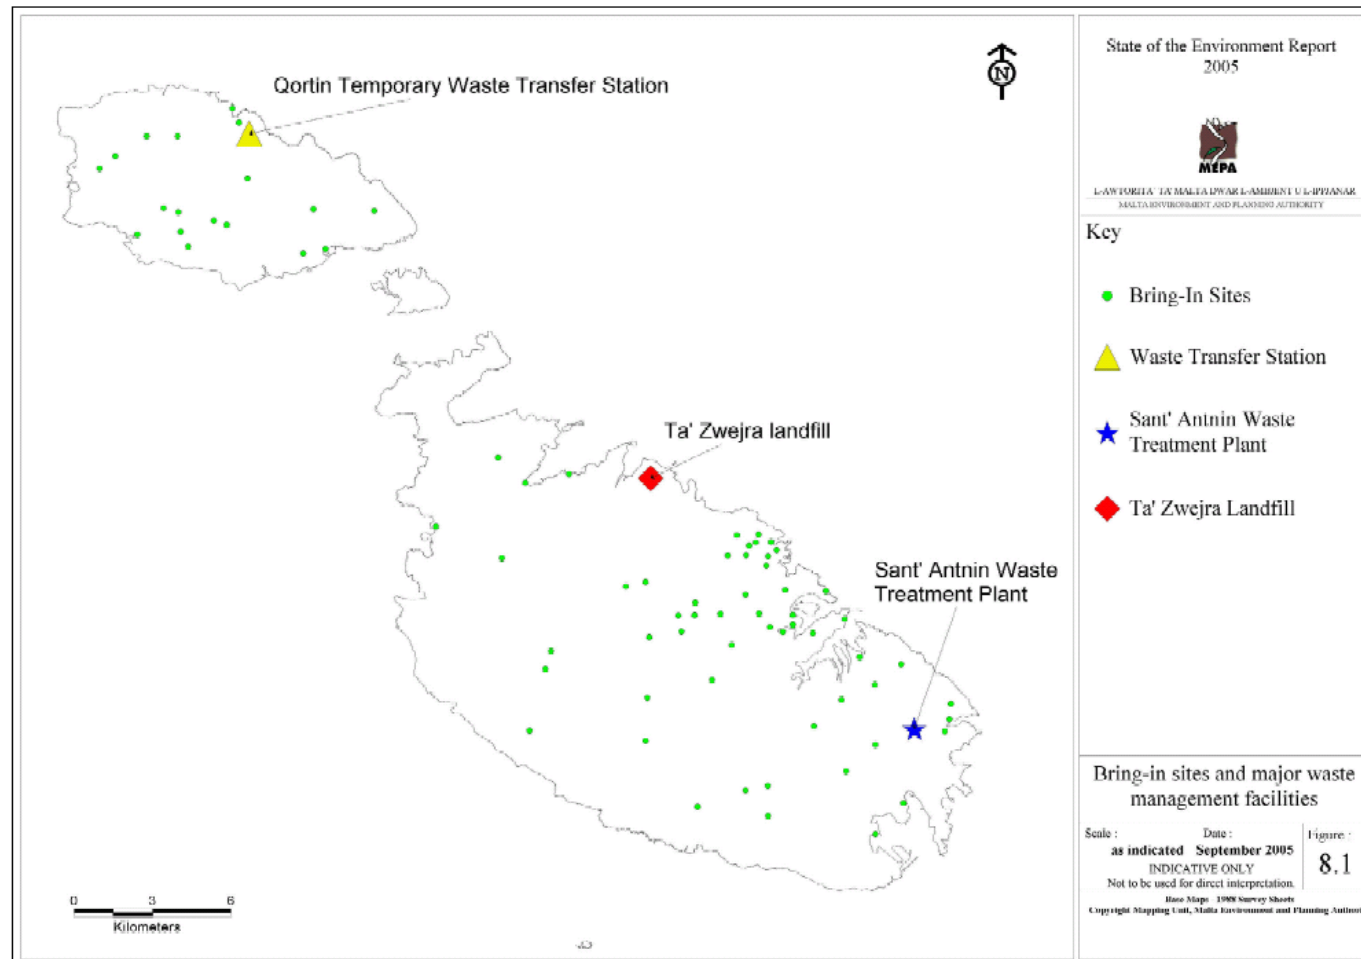 Qortin Temporary Waste Transfer Station
Ta' Zwejra landfill
Sant' Antnin Waste
Treatment Plant
N
0 3 6
Kilometers
State of the Environment Report
2005
MEPA
L-AWTORITA' TA' MALTA DWAR L-AMBJENT U L-IPPJANAR
MALTA ENVIRONMENT AND PLANNING AUTHORITY
Key
Bring-In Sites
Waste Transfer Station
Sant' Antnin Waste
Treatment Plant
Ta' Zwejra Landfill
Bring-in sites and major waste
management facilities
Scale : Date : Figure :
as indicated September 2005 8.1
INDICATIVE ONLY
Not to be used for direct interpretation.
Base Maps - 1988 Survey Sheets
Copyright Mapping Unit, Malta Environment and Planning Authori